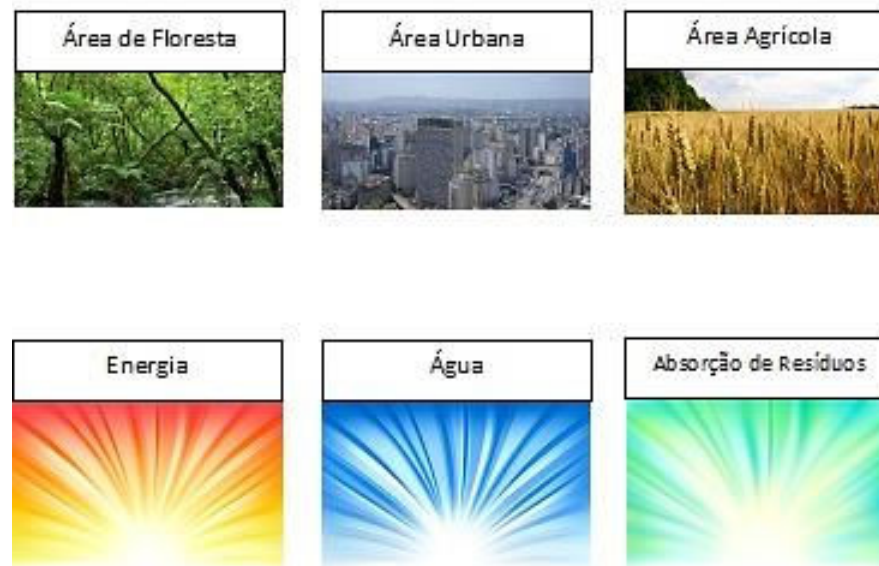 Área de Floresta
Área Urbana
Área Agrícola
Energia
Água
Absorção de Resíduos